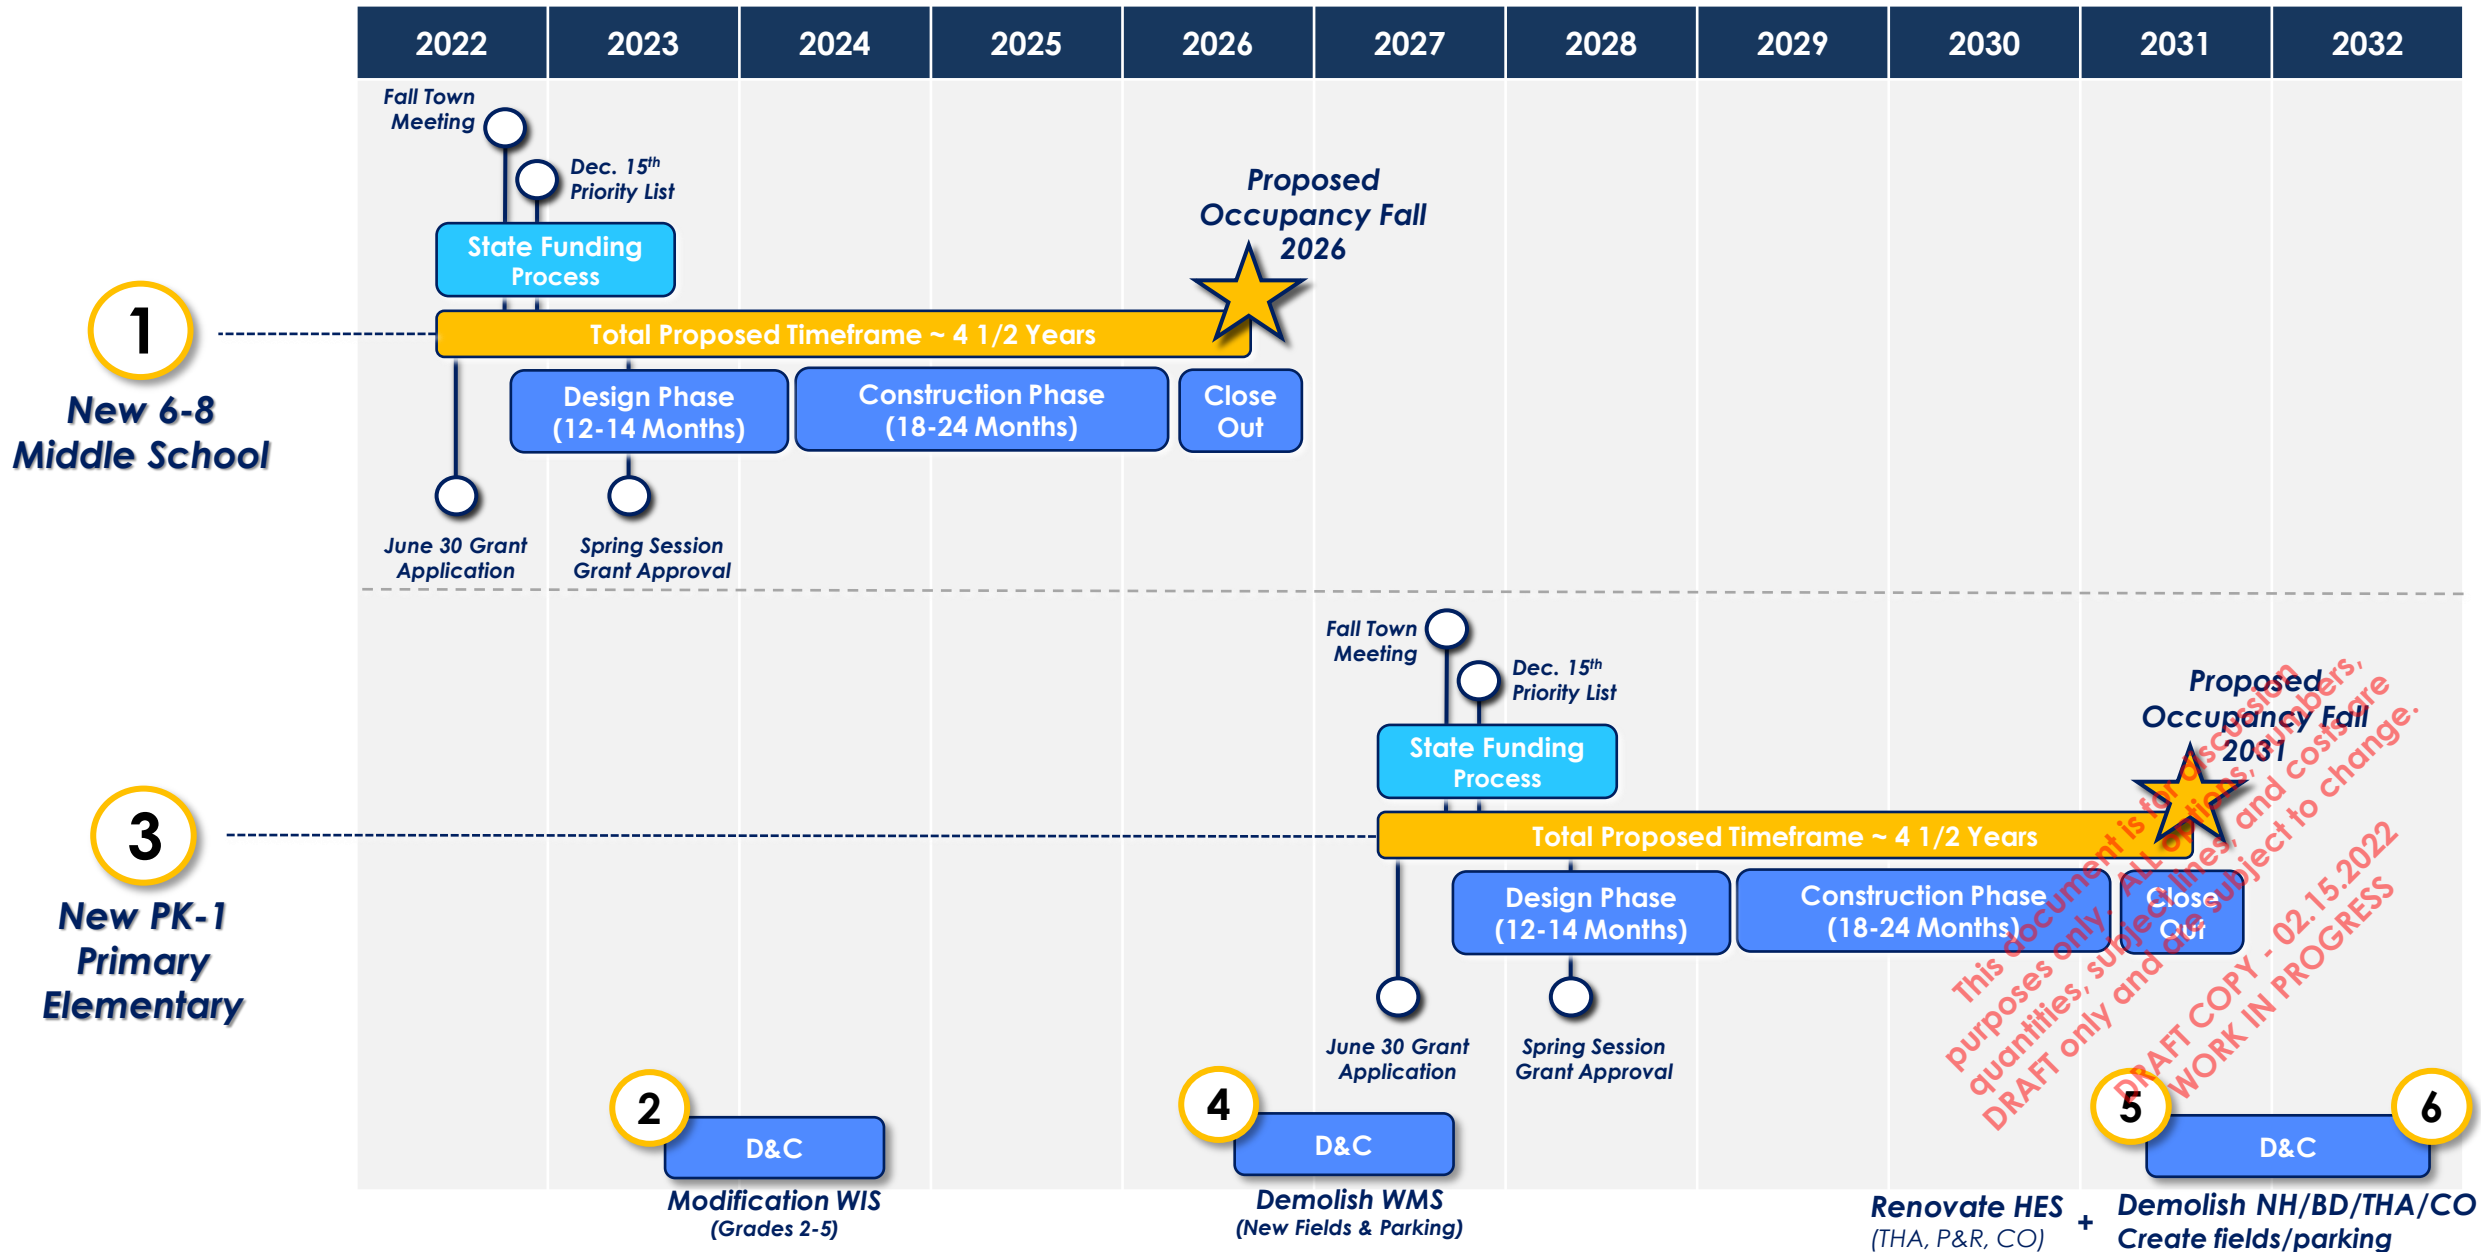 2022 2023 2024 2025 2026 2027 2028 2029 2030 2031 2032
Fall Town
Meeting
Dec. 15th
Priority List
State Funding
Process
Proposed
Occupancy Fall
2026
1
New 6-8
Middle School
Total Proposed Timeframe ~ 4 1/2 Years
Design Phase
(12-14 Months)
Construction Phase
(18-24 Months)
Close
Out
June 30 Grant
Application
Spring Session
Grant Approval
Fall Town
Meeting
Dec. 15th
Priority List
State Funding
Process
Proposed
Occupancy Fall
2031
3
New PK-1
Primary
Elementary
Total Proposed Timeframe ~ 4 1/2 Years
Design Phase
(12-14 Months)
Construction Phase
(18-24 Months)
Close
Out
June 30 Grant
Application
Spring Session
Grant Approval
This document is for discussion
purposes only. ALL options, numbers,
quantities, subject lines, and costs are
DRAFT only and are subject to change.
DRAFT COPY - 02.15.2022
WORK IN PROGRESS
2
D&C
Modification WIS
(Grades 2-5)
4
D&C
Demolish WMS
(New Fields & Parking)
5
D&C
6
Renovate HES
(THA, P&R, CO)
+
Demolish NH/BD/THA/CO
Create fields/parking